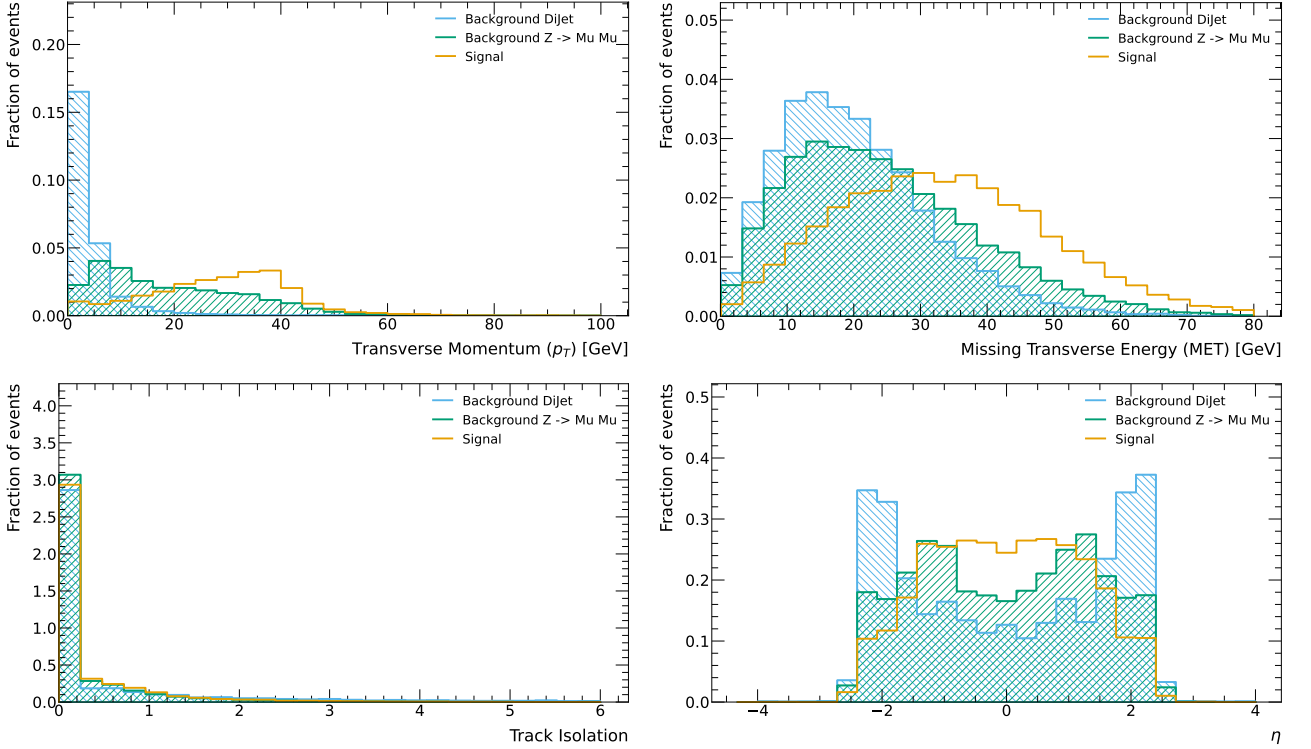 Fraction of events
0.20
0.15
0.10
0.05
0.00
0
20
40
60
80
100
Transverse Momentum (p_T) [GeV]
Background DiJet
Background Z -> Mu Mu
Signal
Fraction of events
0.05
0.04
0.03
0.02
0.01
0.00
0
10
20
30
40
50
60
70
80
Missing Transverse Energy (MET) [GeV]
Background DiJet
Background Z -> Mu Mu
Signal
Fraction of events
4.0
3.5
3.0
2.5
2.0
1.5
1.0
0.5
0.0
0
1
2
3
4
5
6
Track Isolation
Background DiJet
Background Z -> Mu Mu
Signal
Fraction of events
0.5
0.4
0.3
0.2
0.1
0.0
−4
−2
0
2
4
η
Background DiJet
Background Z -> Mu Mu
Signal